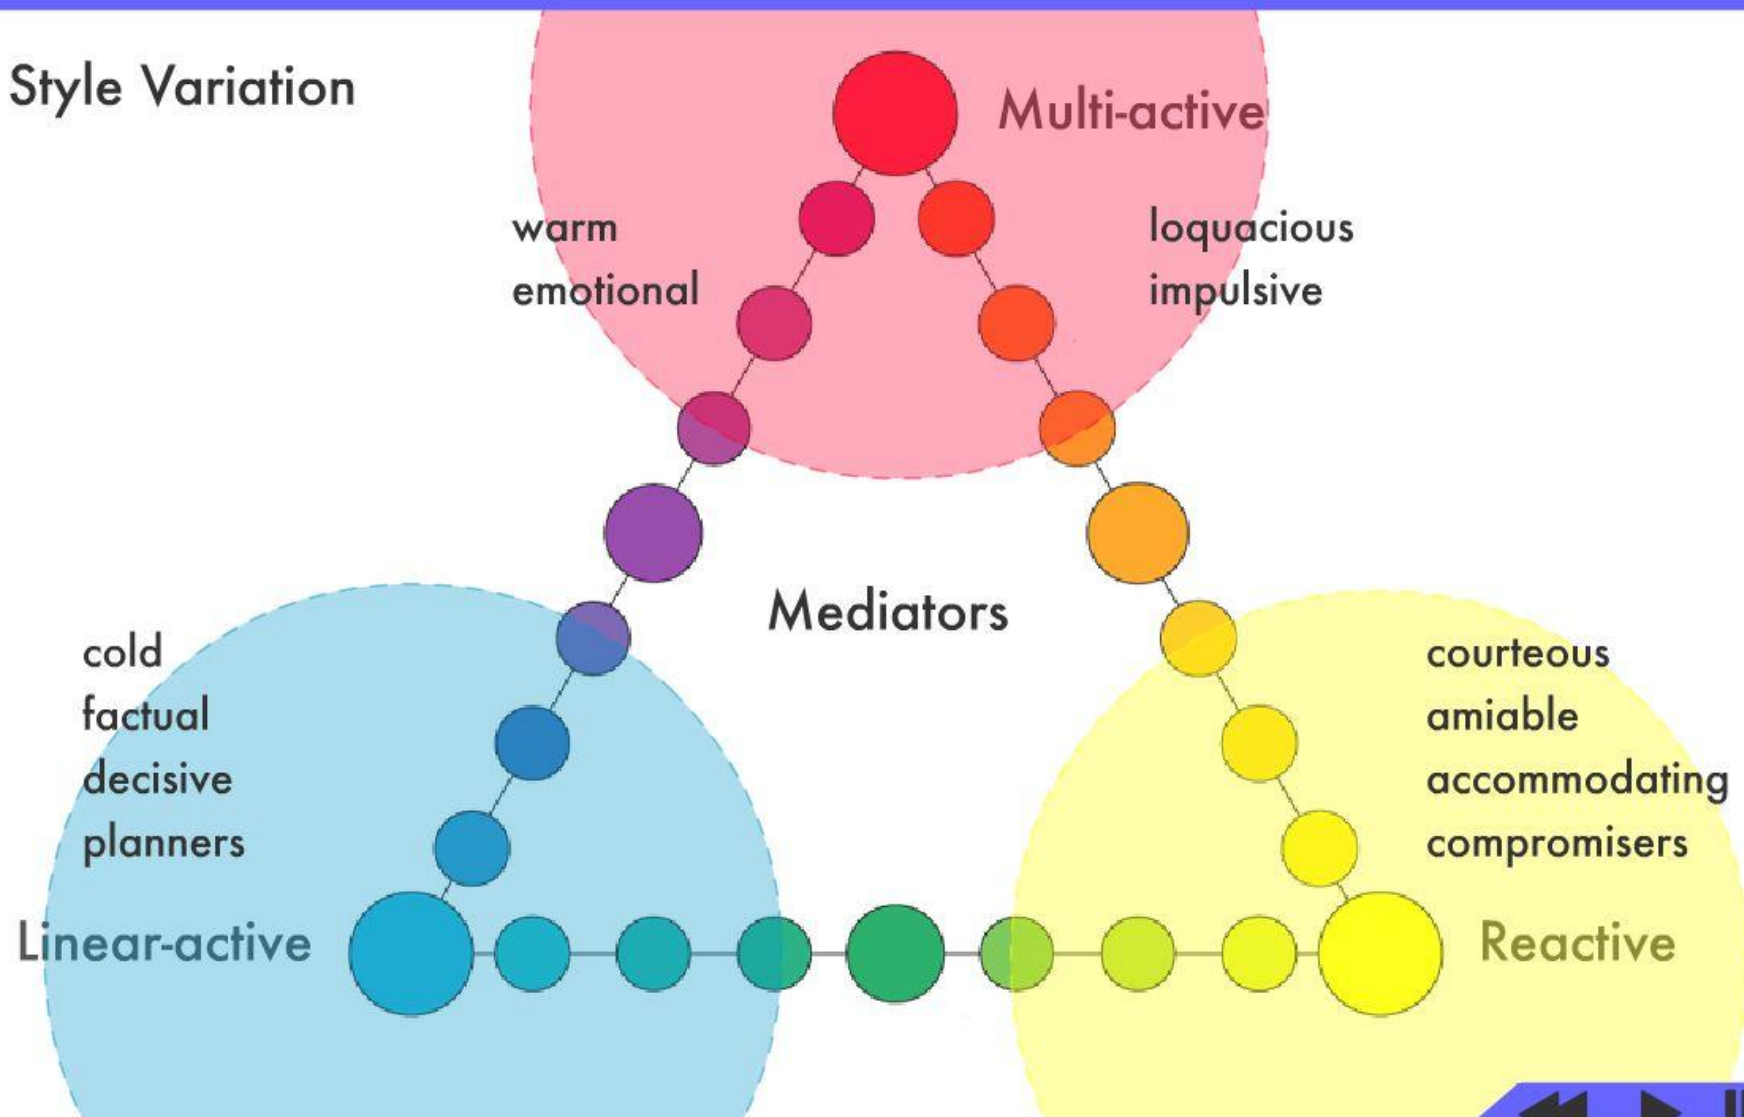 Style Variation
Multi-active
warm
emotional
loquacious
impulsive
Mediators
cold
factual
decisive
planners
Linear-active
courteous
amiable
accommodating
compromisers
Reactive